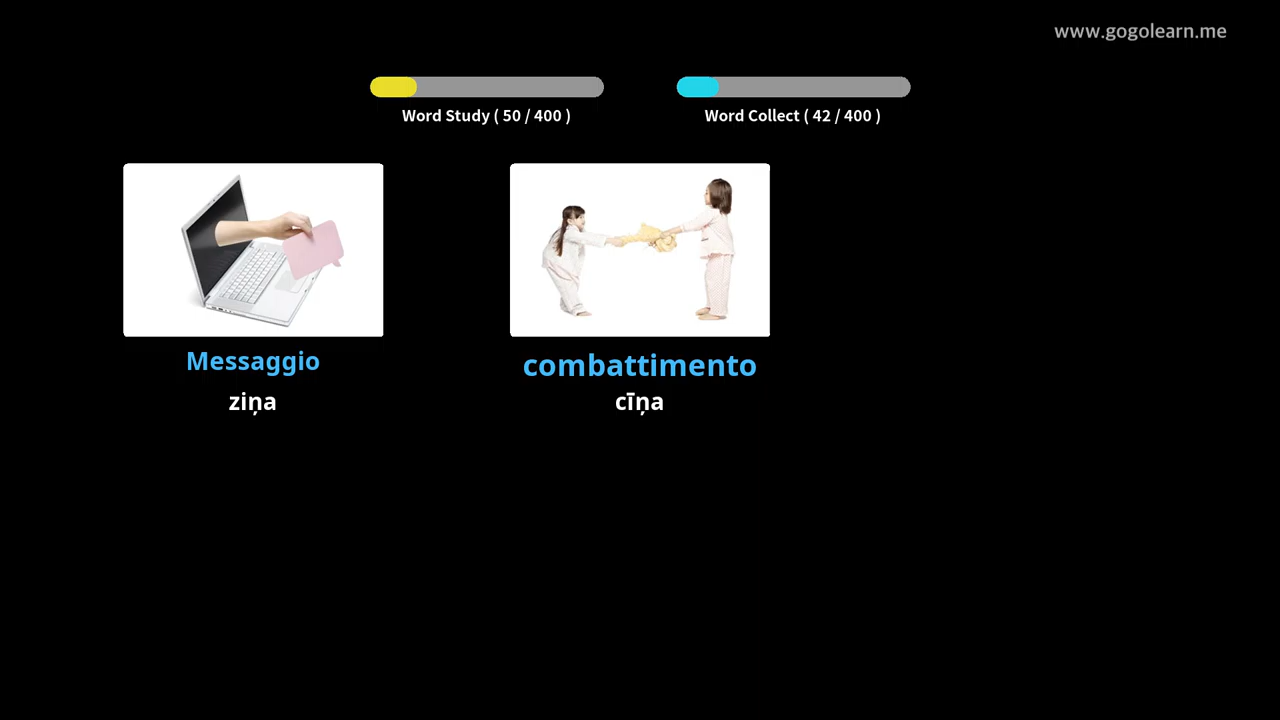 www.gogolearn.me
Word Study ( 50 / 400 )
Word Collect ( 42 / 400 )
Messaggio
ziņa
combattimento
cīņa